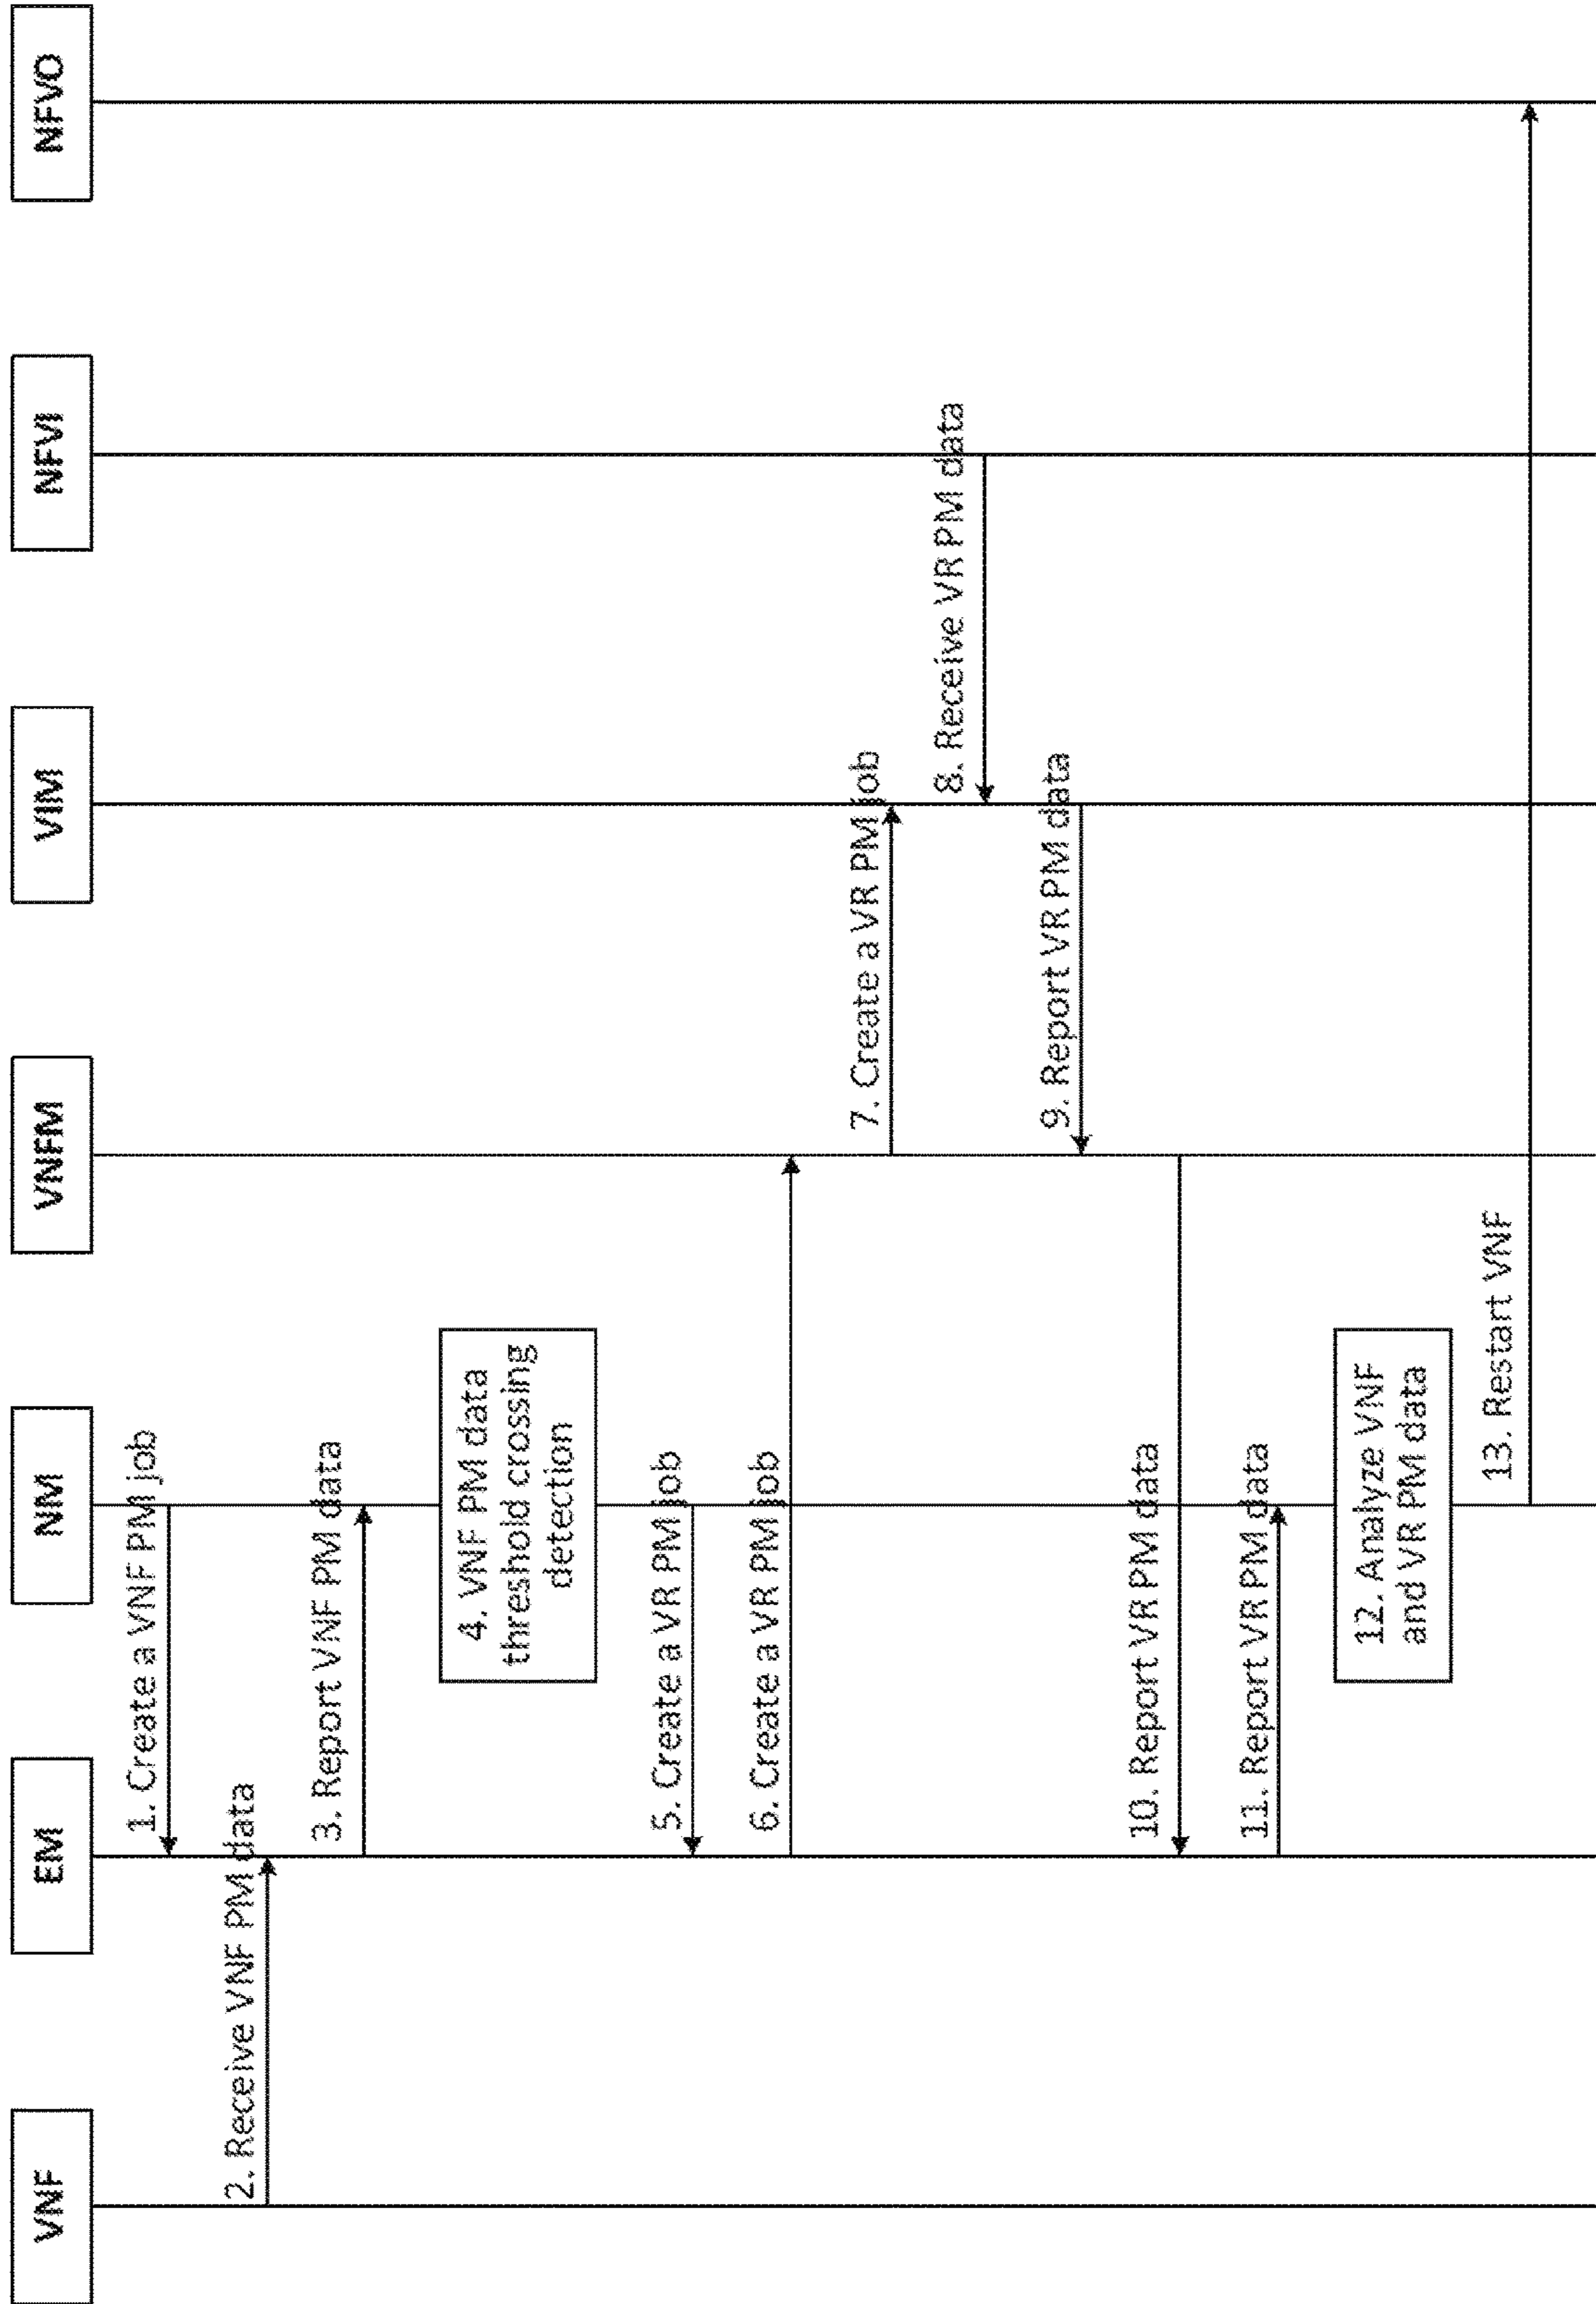 VNF
EM
NM
VNFM
VIM
NFVI
NFVO
1. Create a VNF PM job
2. Receive VNF PM data
3. Report VNF PM data
4. VNF PM data
threshold crossing
detection
5. Create a VR PM job
6. Create a VR PM job
7. Create a VR PM job
8. Receive VR PM data
9. Report VR PM data
10. Report VR PM data
11. Report VR PM data
12. Analyze VNF
and VR PM data
13. Restart VNF